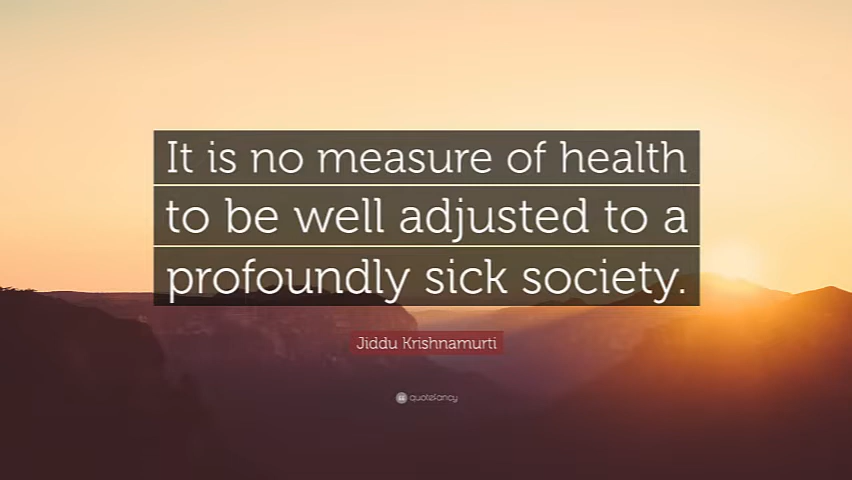 It is no measure of health
to be well adjusted to a
profoundly sick society.
Jiddu Krishnamurti
quotefancy